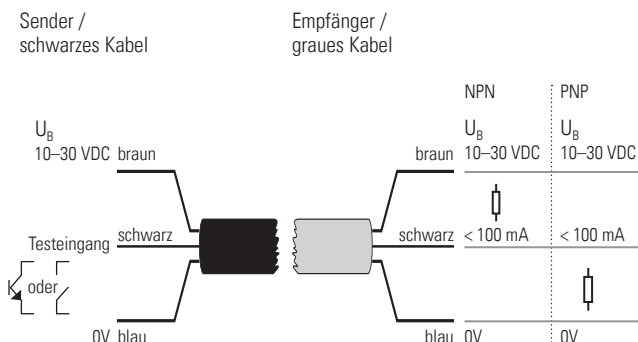 Sender /
schwarzes Kabel
Empfänger /
graues Kabel
NPN
PNP
U_B
10–30 VDC braun
braun
U_B
10–30 VDC
U_B
10–30 VDC
Testeingang
schwarz
schwarz
< 100 mA
< 100 mA
oder
0V blau
blau
0V
0V